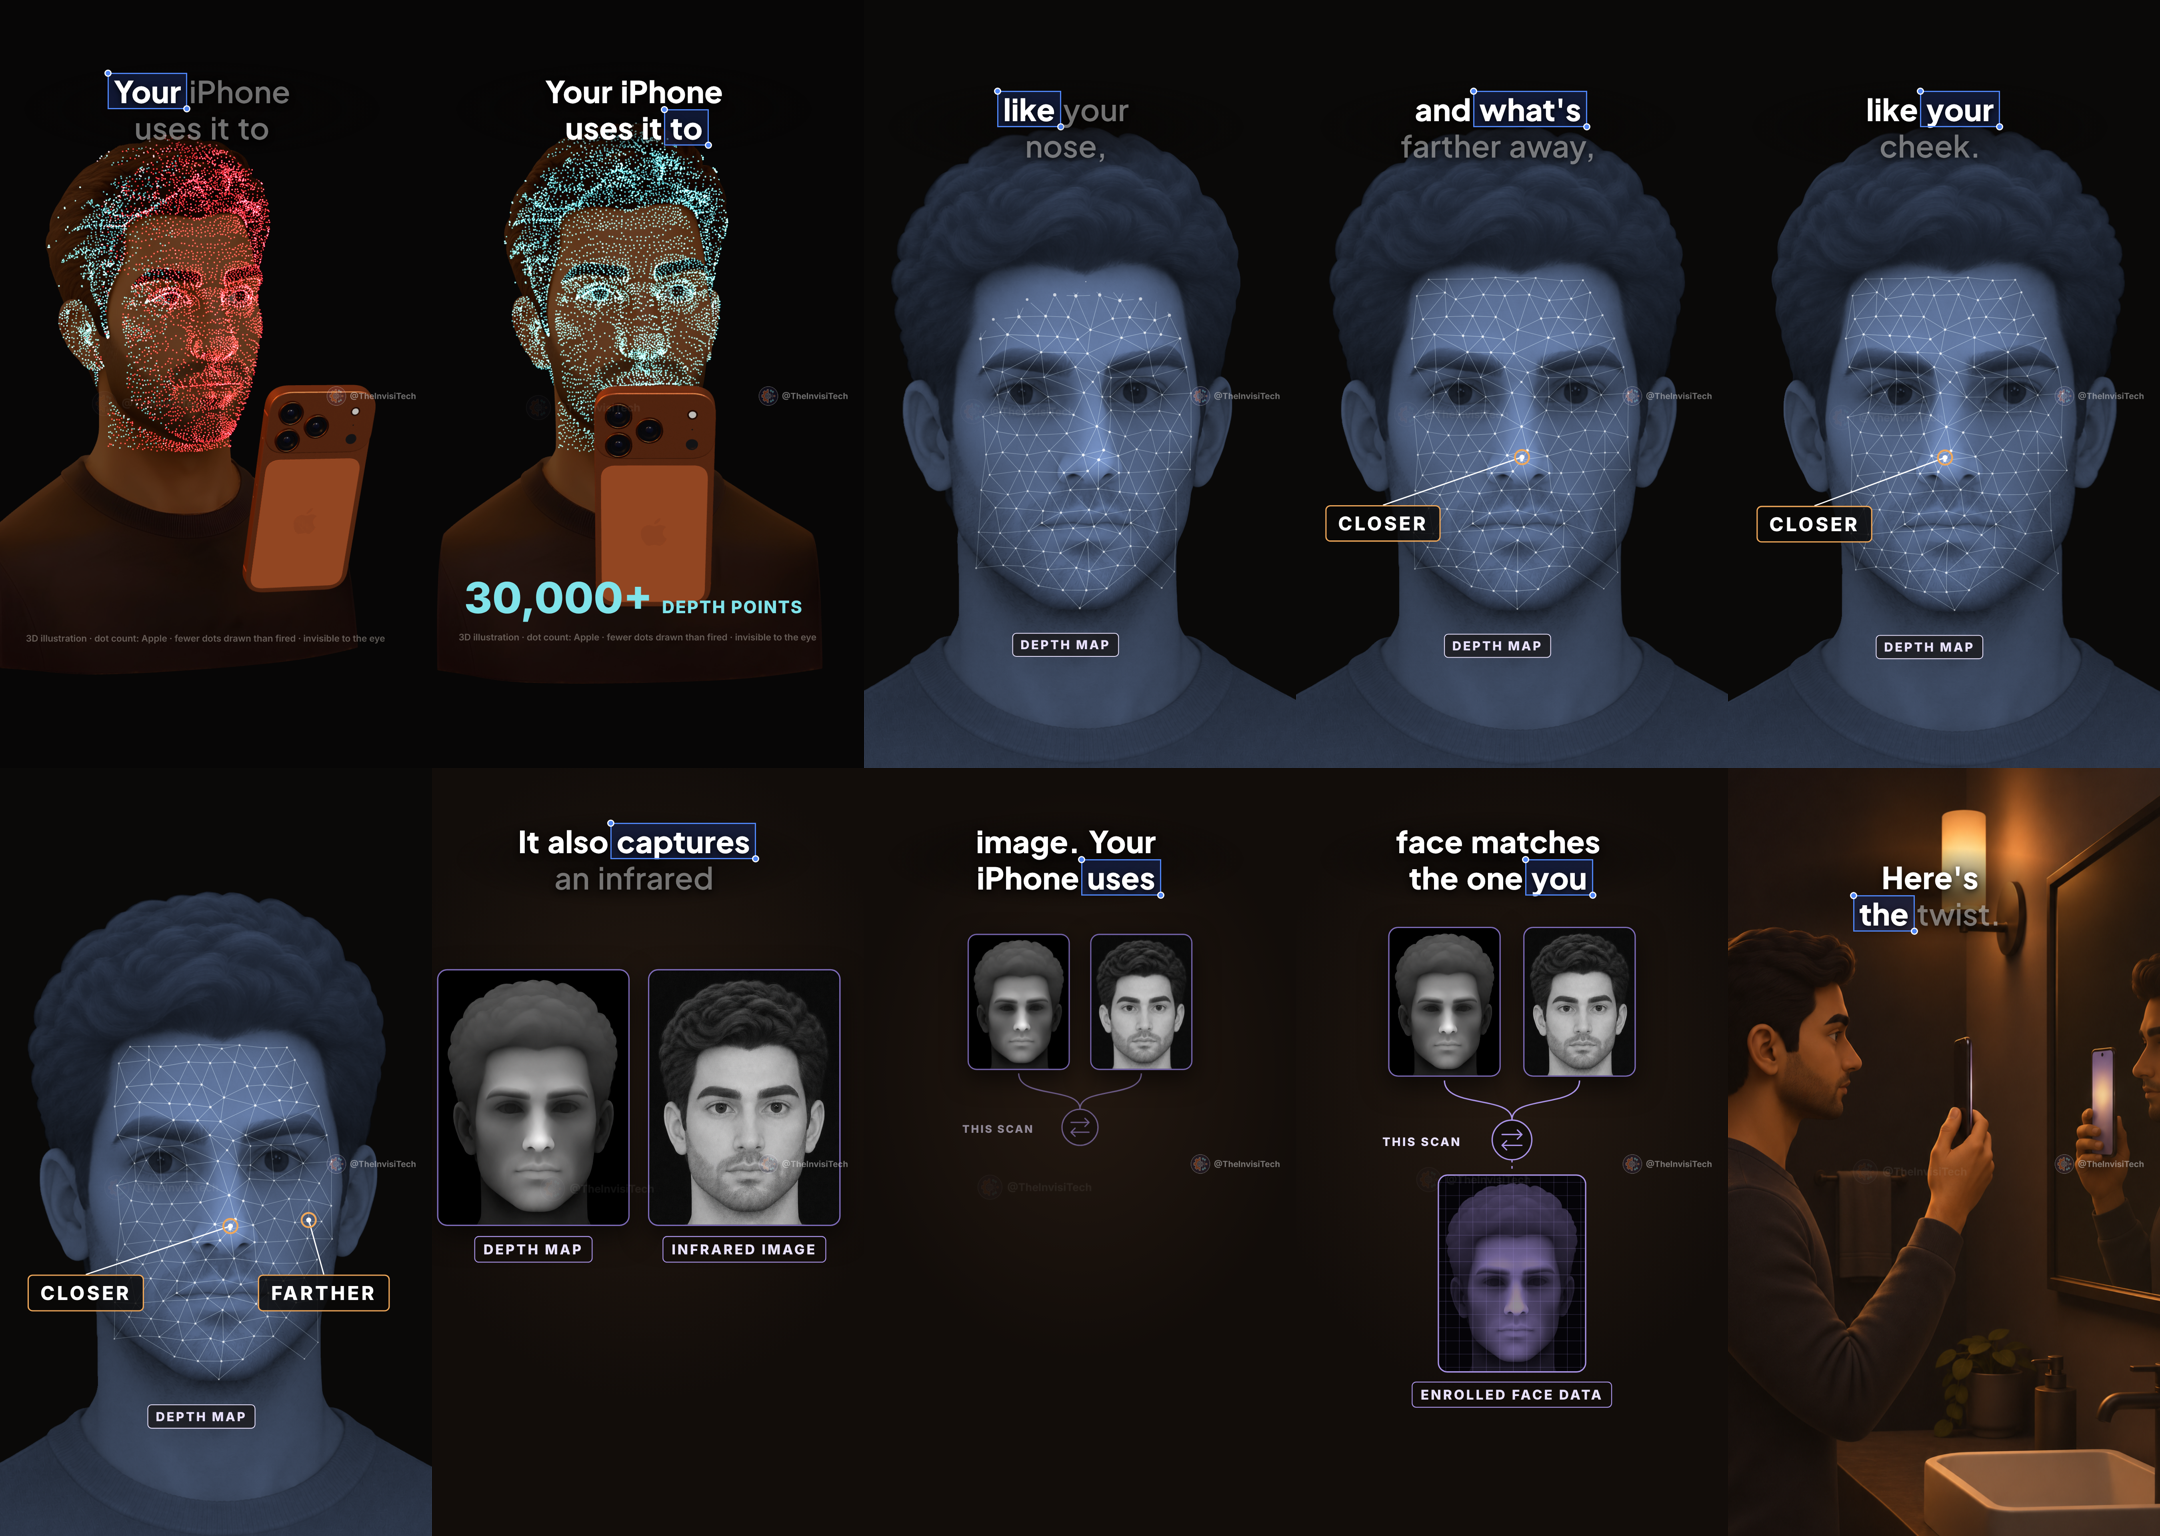 Your iPhone
uses it to
@TheInvisiTech
3D illustration · dot count: Apple · fewer dots drawn than fired · invisible to the eye
Your iPhone
uses it to
@TheInvisiTech
30,000+ DEPTH POINTS
3D illustration · dot count: Apple · fewer dots drawn than fired · invisible to the eye
like your
nose,
@TheInvisiTech
DEPTH MAP
and what's
farther away,
@TheInvisiTech
CLOSER
DEPTH MAP
like your
cheek.
@TheInvisiTech
CLOSER
DEPTH MAP
@TheInvisiTech
CLOSER
FARTHER
DEPTH MAP
It also captures
an infrared
@TheInvisiTech
@TheInvisiTech
DEPTH MAP
INFRARED IMAGE
image. Your
iPhone uses
THIS SCAN
@TheInvisiTech
@TheInvisiTech
face matches
the one you
THIS SCAN
@TheInvisiTech
ENROLLED FACE DATA
Here's
the twist.
@TheInvisiTech
@TheInvisiTech